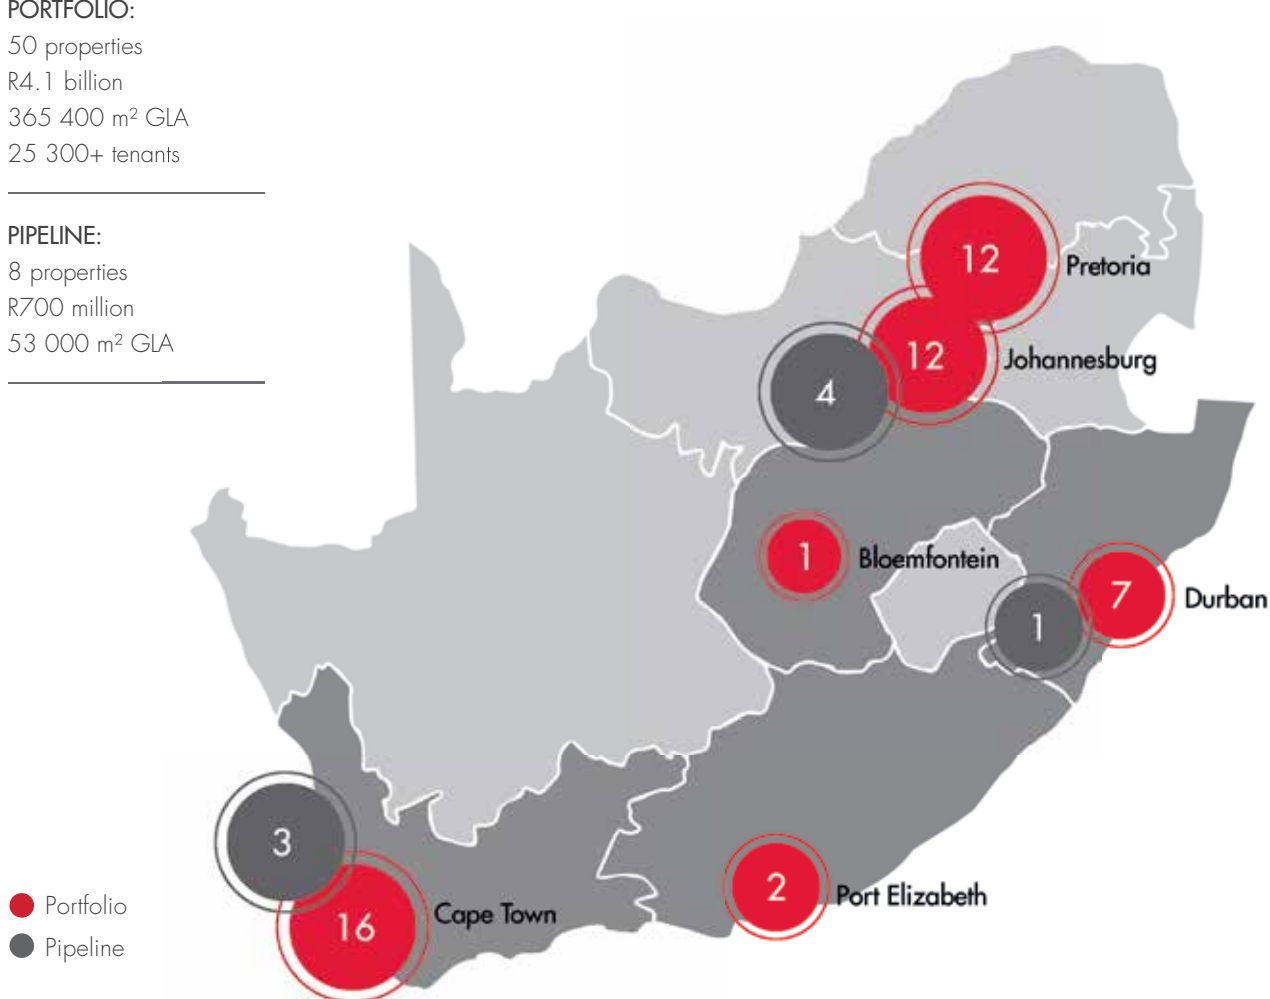 PORTFOLIO:
50 properties
R4.1 billion
365 400 m² GLA
25 300+ tenants
PIPELINE:
8 properties
R700 million
53 000 m² GLA
12
Pretoria
12
Johannesburg
4
1
Bloemfontein
7
Durban
1
3
16
Cape Town
2
Port Elizabeth
Portfolio
Pipeline